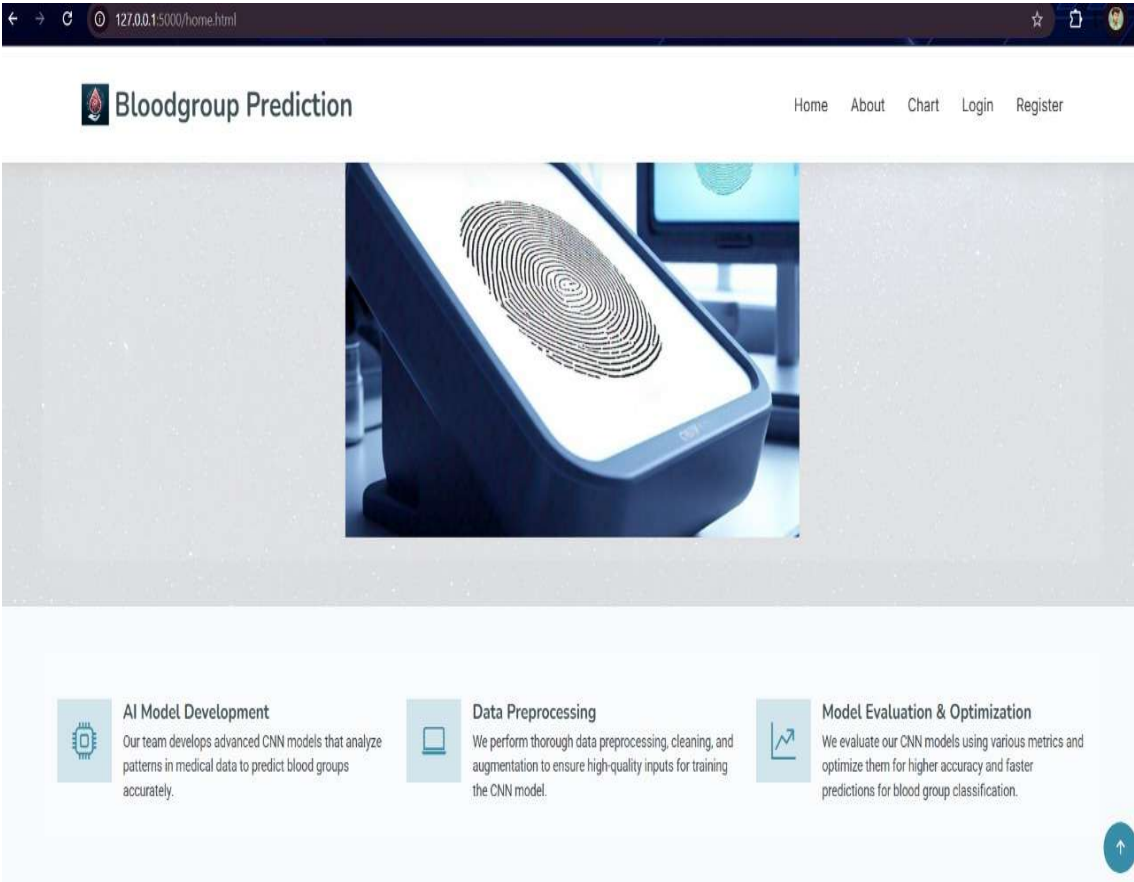 127.0.0.1:5000/home.html
Bloodgroup Prediction
Home About Chart Login Register
AI Model Development
Our team develops advanced CNN models that analyze
patterns in medical data to predict blood groups
accurately.
Data Preprocessing
We perform thorough data preprocessing, cleaning, and
augmentation to ensure high-quality inputs for training
the CNN model.
Model Evaluation & Optimization
We evaluate our CNN models using various metrics and
optimize them for higher accuracy and faster
predictions for blood group classification.